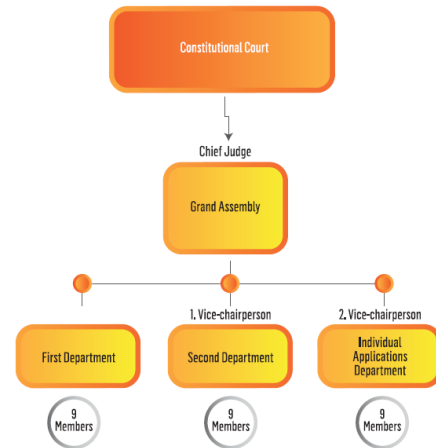 Constitutional Court
Chief Judge
Grand Assembly
1. Vice-chairperson
2. Vice-chairperson
First Department
Second Department
Individual
Applications
Department
9
Members
9
Members
9
Members